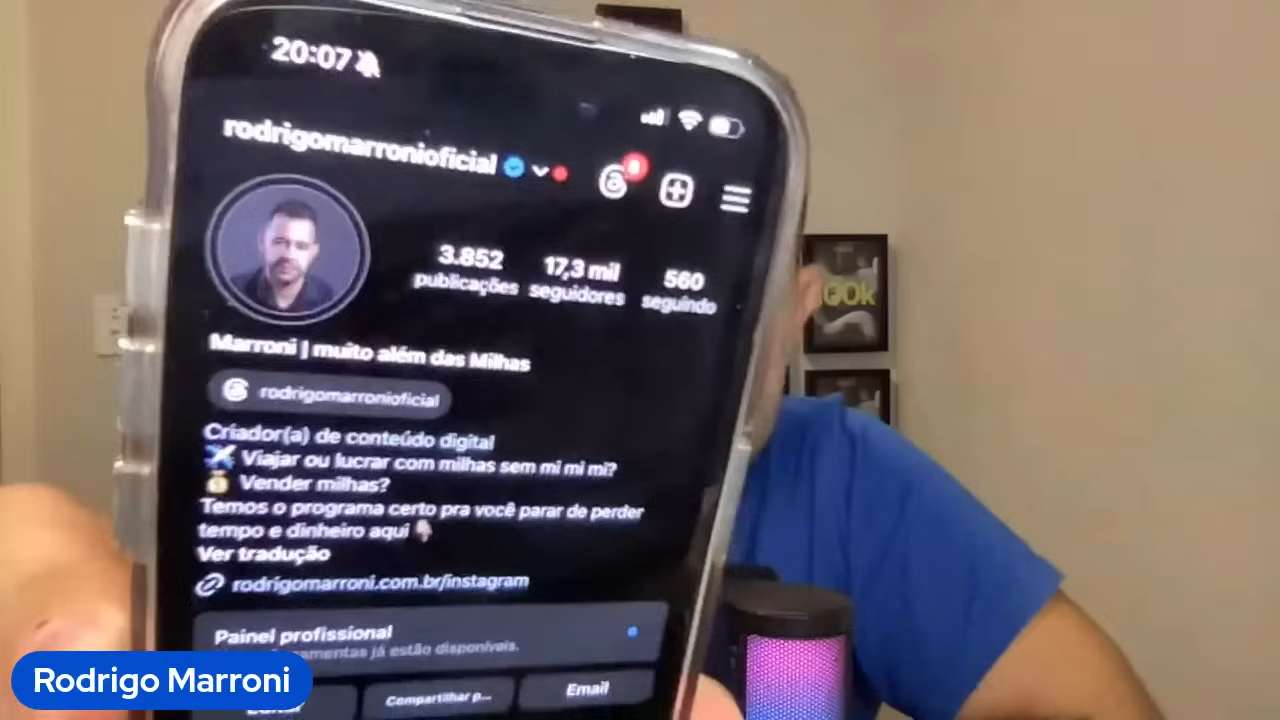 20:07
rodrigomarronioficial
8
3.852 17,3 mil 560
publicações seguidores seguindo
Marroni | muito além das Milhas
rodrigomarronioficial
Criador(a) de conteúdo digital
Viajar ou lucrar com milhas sem mi mi mi?
Vender milhas?
Temos o programa certo pra você parar de perder
tempo e dinheiro aqui
Ver tradução
rodrigomarroni.com.br/instagram
Painel profissional
já estão disponíveis.
Compartilhar p... Email
100k
Rodrigo Marroni